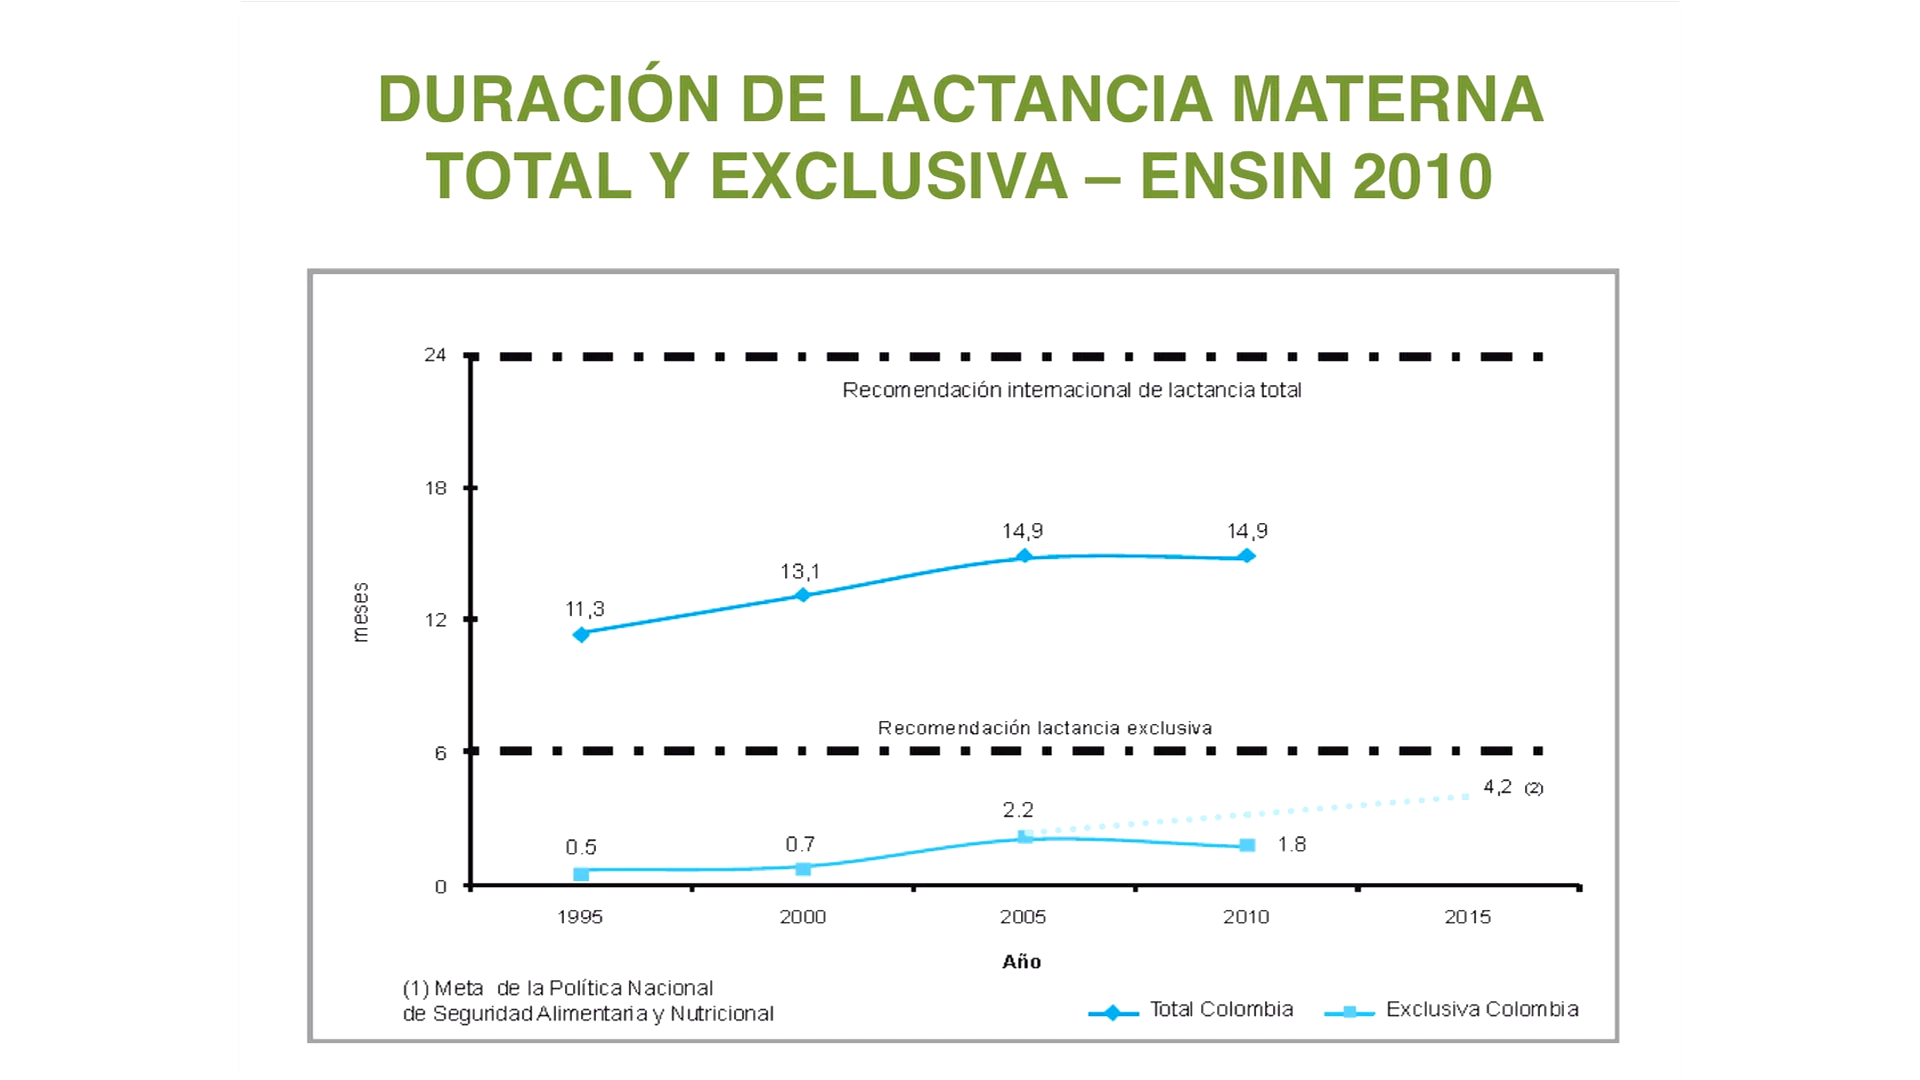 DURACIÓN DE LACTANCIA MATERNA
TOTAL Y EXCLUSIVA – ENSIN 2010
24
Recomendación internacional de lactancia total
18
14,9
14,9
13,1
11,3
12
meses
Recomendación lactancia exclusiva
6
4,2 (2)
2.2
0.5
0.7
1.8
0
1995
2000
2005
2010
2015
Año
(1) Meta de la Política Nacional
de Seguridad Alimentaria y Nutricional
Total Colombia
Exclusiva Colombia